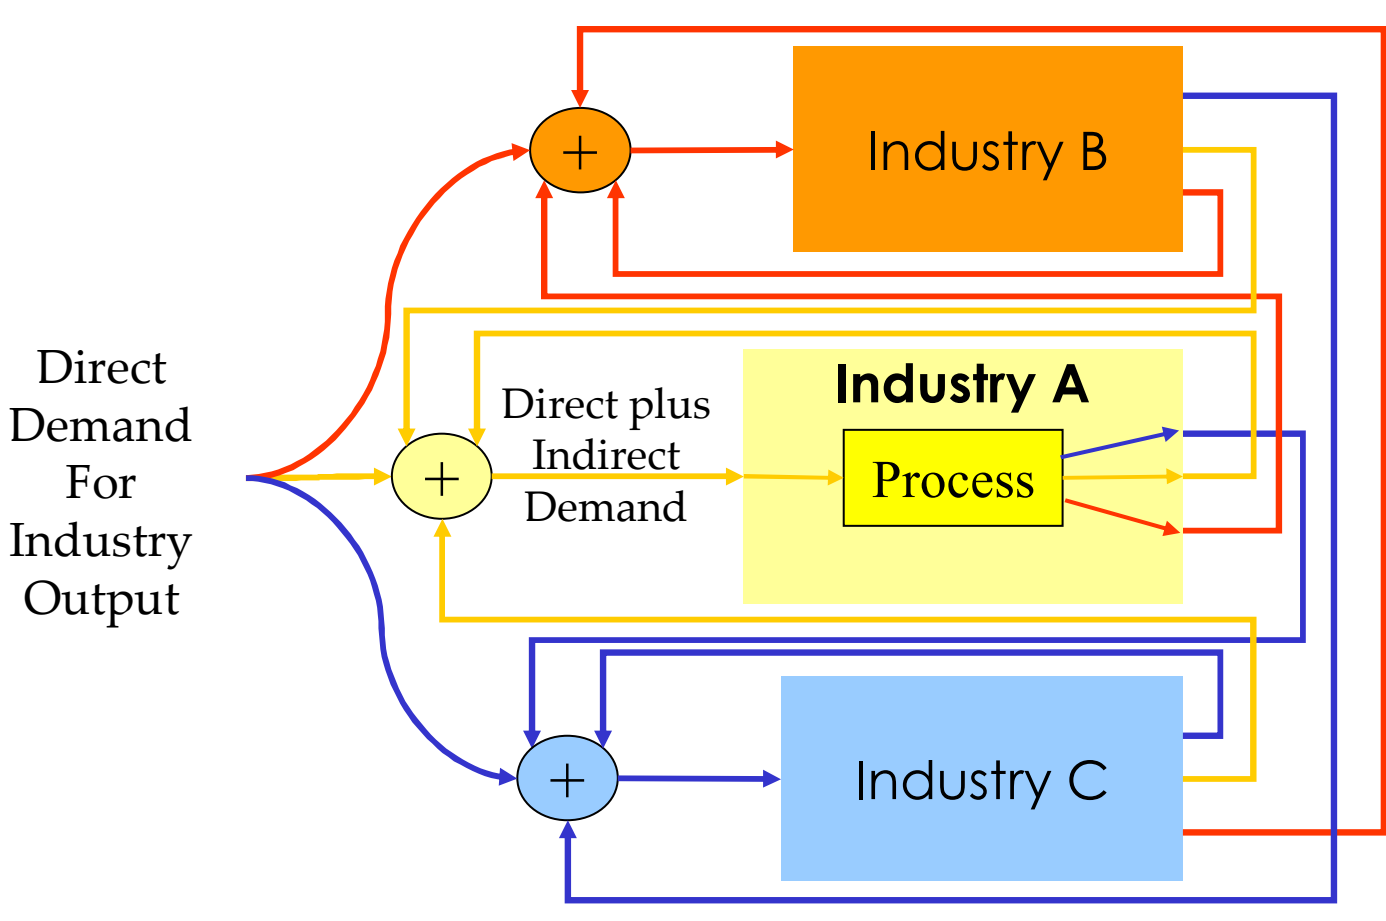 +
Industry B
Direct
Demand
For
Industry
Output
Direct plus
Indirect
Demand
+
Industry A
Process
+
Industry C